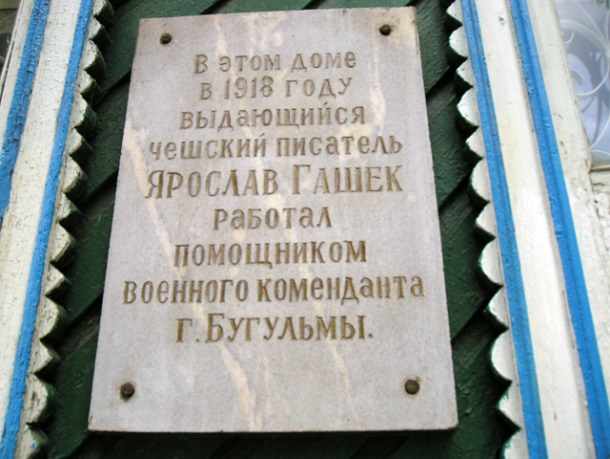 В этом доме
в 1918 году
выдающийся
чешский писатель
Ярослав Гашек
работал
помощником
военного коменданта
г. Бугульмы.